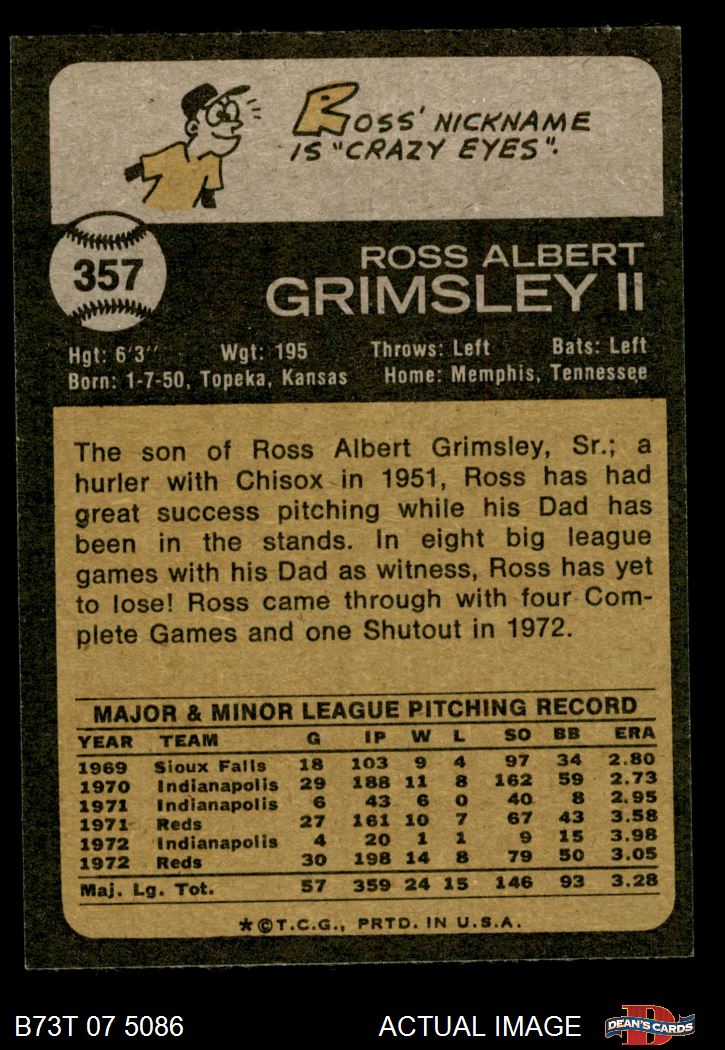 ROSS' NICKNAME
IS "CRAZY EYES".
357
ROSS ALBERT
GRIMSLEY II
Hgt: 6'3" Wgt: 195 Throws: Left Bats: Left
Born: 1-7-50, Topeka, Kansas Home: Memphis, Tennessee
The son of Ross Albert Grimsley, Sr.; a
hurler with Chisox in 1951, Ross has had
great success pitching while his Dad has
been in the stands. In eight big league
games with his Dad as witness, Ross has yet
to lose! Ross came through with four Com-
plete Games and one Shutout in 1972.
MAJOR & MINOR LEAGUE PITCHING RECORD
YEAR TEAM G IP W L SO BB ERA
1969 Sioux Falls 18 103 9 4 97 34 2.80
1970 Indianapolis 29 188 11 8 162 59 2.73
1971 Indianapolis 6 43 6 0 40 8 2.95
1971 Reds 27 161 10 7 67 43 3.58
1972 Indianapolis 4 20 1 1 9 15 3.98
1972 Reds 30 198 14 8 79 50 3.05
Maj. Lg. Tot. 57 359 24 15 146 93 3.28
*©T.C.G., PRTD. IN U.S.A.
B73T 07 5086 ACTUAL IMAGE D DEAN'S CARDS